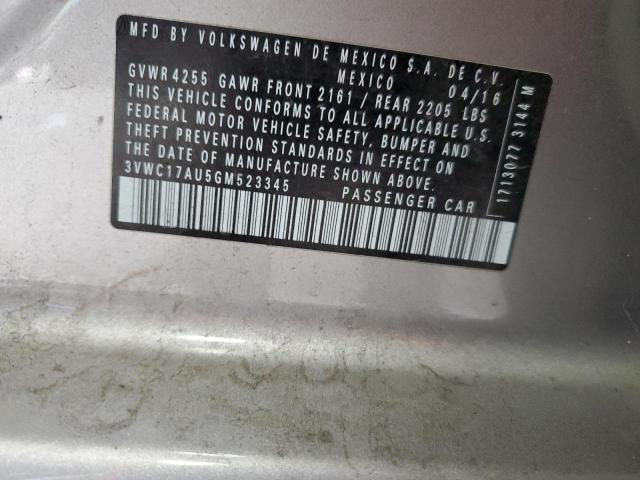 MFD BY VOLKSWAGEN DE MEXICO S.A. DE C.V.
MEXICO 04/16
GVWR 4255 GAWR FRONT 2161 / REAR 2205 LBS
THIS VEHICLE CONFORMS TO ALL APPLICABLE U.S.
FEDERAL MOTOR VEHICLE SAFETY, BUMPER AND
THEFT PREVENTION STANDARDS IN EFFECT ON
THE DATE OF MANUFACTURE SHOWN ABOVE.
3VWC17AU5GM523345 PASSENGER CAR
1713077 3144 M